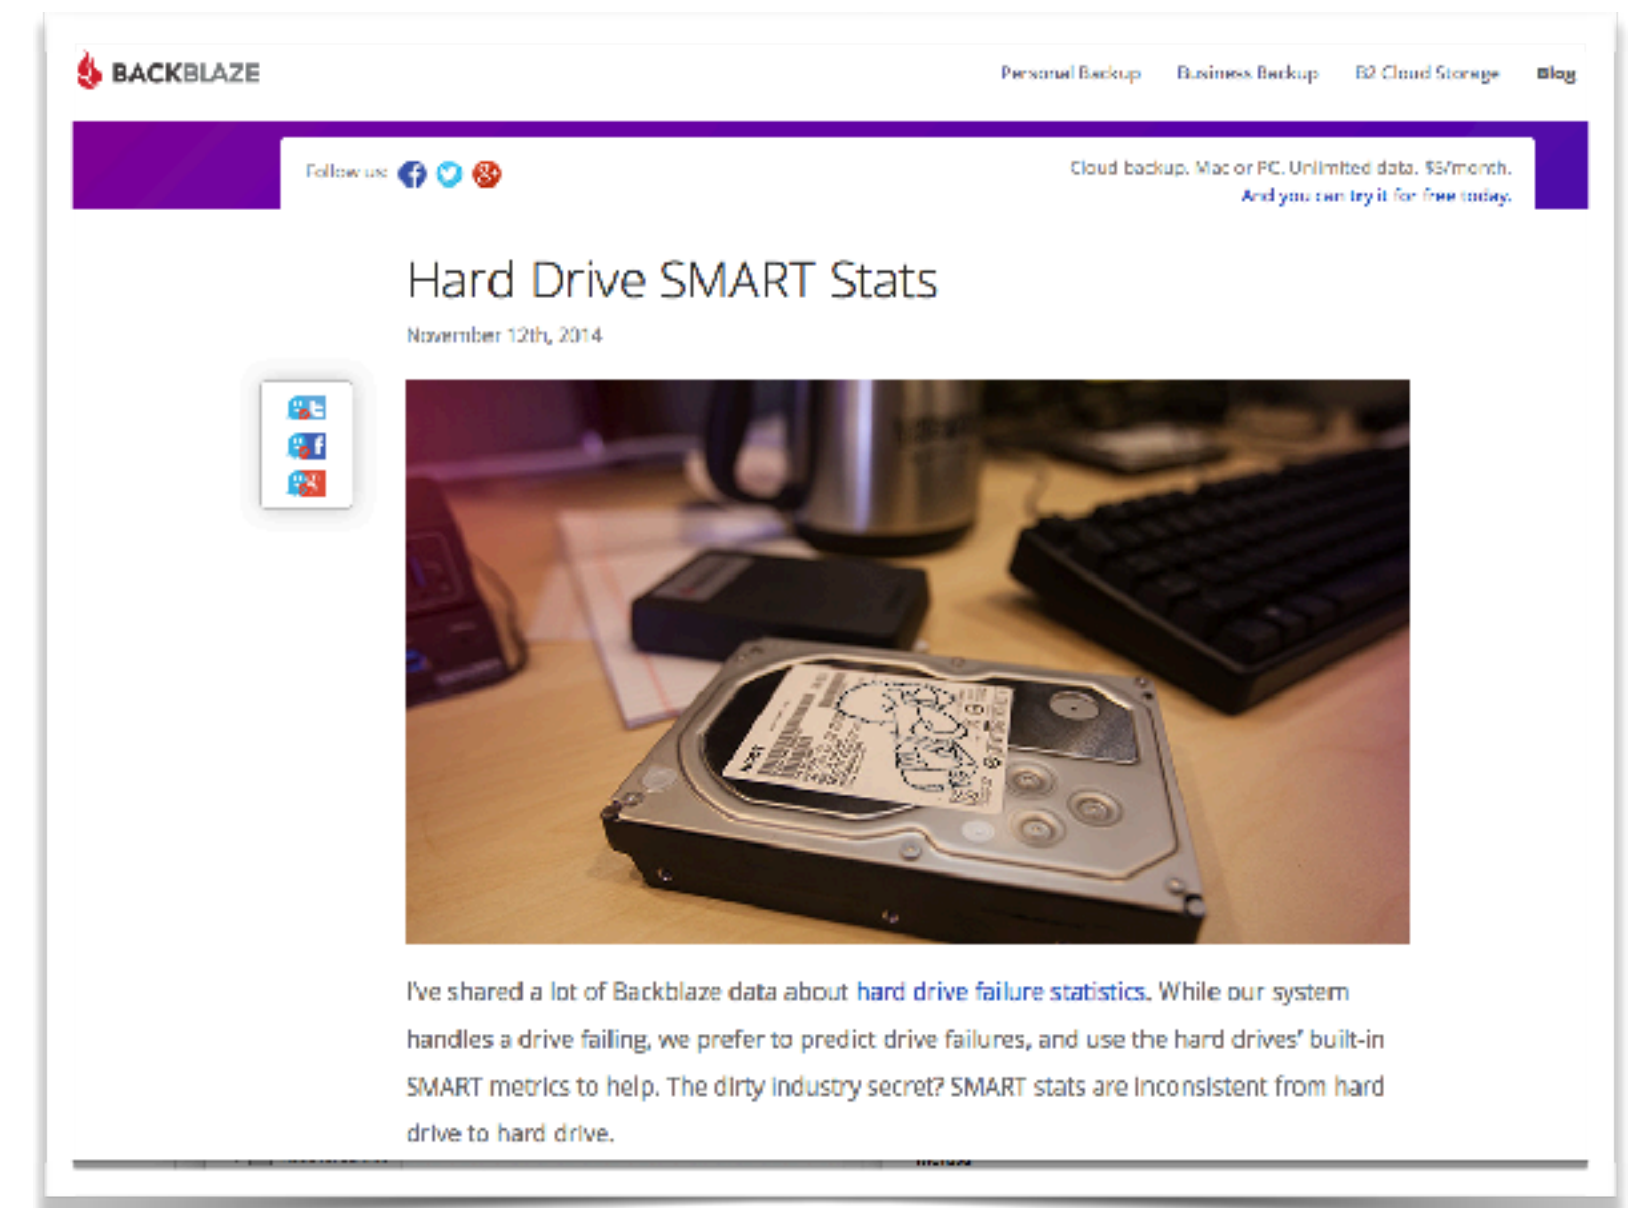 BACKBLAZE
Personal Backup Business Backup B2 Cloud Storage Blog
Follow us:
Cloud backup. Mac or PC. Unlimited data. $5/month.
And you can try it for free today.
Hard Drive SMART Stats
November 12th, 2014
I've shared a lot of Backblaze data about hard drive failure statistics. While our system
handles a drive failing, we prefer to predict drive failures, and use the hard drives' built-in
SMART metrics to help. The dirty industry secret? SMART stats are inconsistent from hard
drive to hard drive.